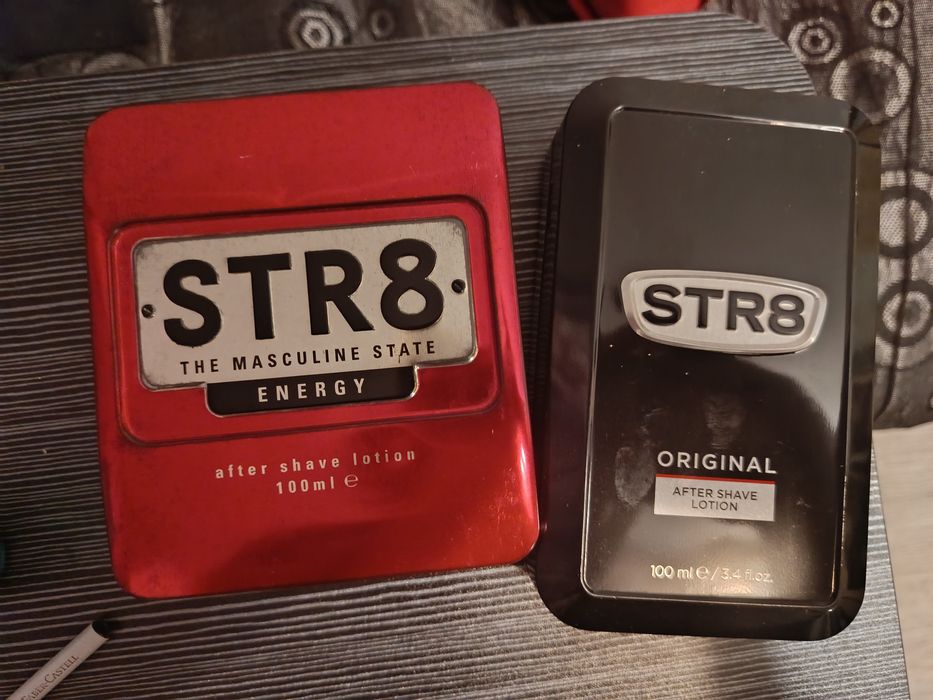 STR8
THE MASCULINE STATE
ENERGY
after shave lotion
100ml ℮
STR8
ORIGINAL
AFTER SHAVE
LOTION
100 ml ℮ / 3.4 fl.oz.
FABER-CASTELL